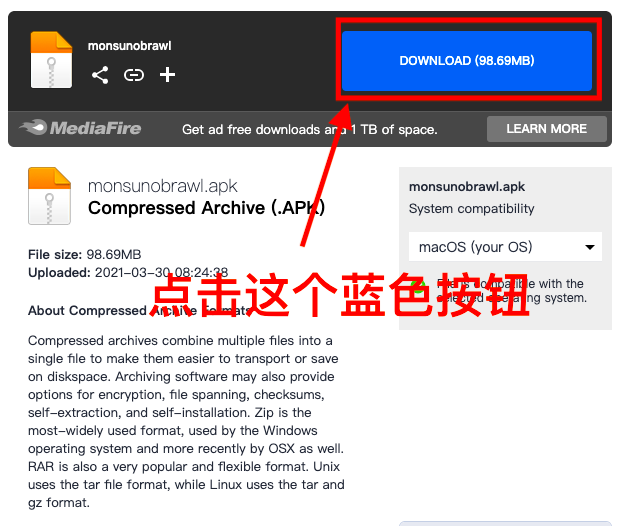 monsunobrawl
DOWNLOAD (98.69MB)
MediaFire
Get ad free downloads and 1 TB of space.
LEARN MORE
monsunobrawl.apk
Compressed Archive (.APK)
File size: 98.69MB
Uploaded: 2021-03-30 08:24:38
monsunobrawl.apk
System compatibility
macOS (your OS)
File is compatible with the
selected operating system.
点击这个蓝色按钮
About Compressed Archive Formats
Compressed archives combine multiple files into a
single file to make them easier to transport or save
on diskspace. Archiving software may also provide
options for encryption, file spanning, checksums,
self-extraction, and self-installation. Zip is the
most-widely used format, used by the Windows
operating system and more recently by OSX as well.
RAR is also a very popular and flexible format. Unix
uses the tar file format, while Linux uses the tar and
gz format.